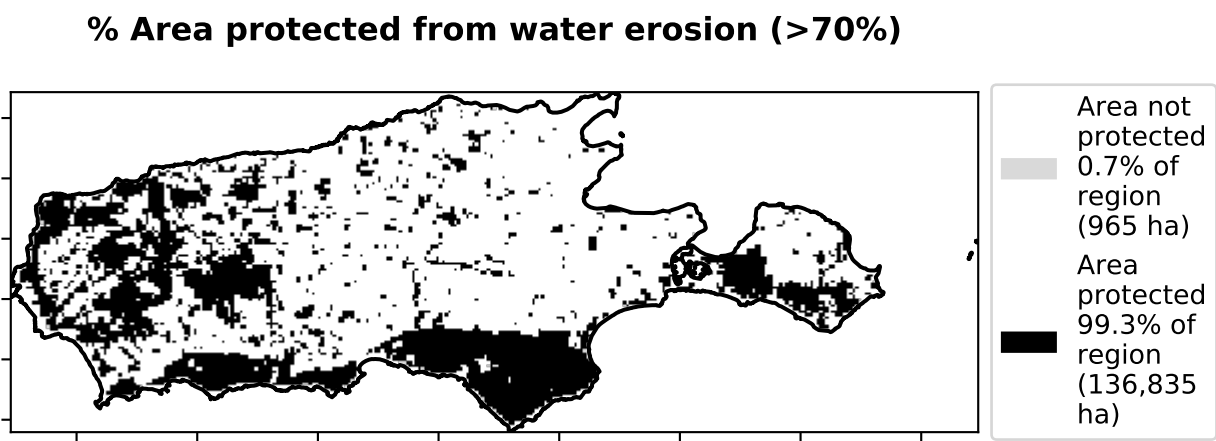 % Area protected from water erosion (>70%)
Area not
protected
0.7% of
region
(965 ha)
Area
protected
99.3% of
region
(136,835
ha)